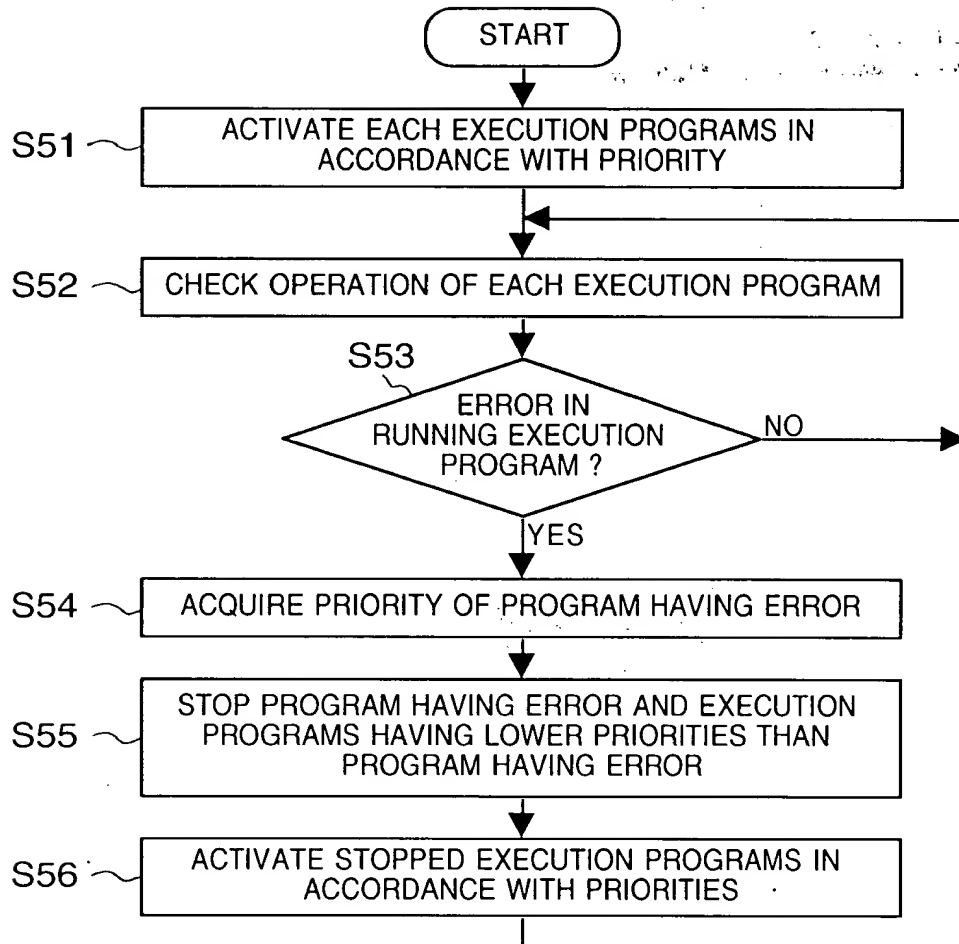 START
S51
ACTIVATE EACH EXECUTION PROGRAMS IN
ACCORDANCE WITH PRIORITY
S52
CHECK OPERATION OF EACH EXECUTION PROGRAM
S53
ERROR IN
RUNNING EXECUTION
PROGRAM ?
NO
YES
S54
ACQUIRE PRIORITY OF PROGRAM HAVING ERROR
S55
STOP PROGRAM HAVING ERROR AND EXECUTION
PROGRAMS HAVING LOWER PRIORITIES THAN
PROGRAM HAVING ERROR
S56
ACTIVATE STOPPED EXECUTION PROGRAMS IN
ACCORDANCE WITH PRIORITIES